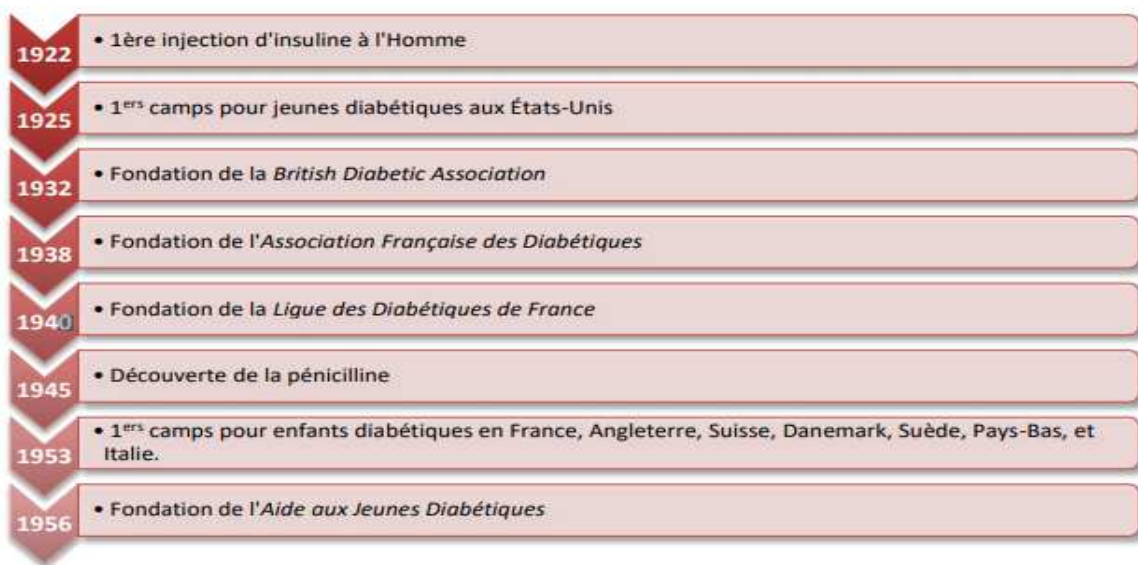 1922
• 1ère injection d'insuline à l'Homme
1925
• 1ers camps pour jeunes diabétiques aux États-Unis
1932
• Fondation de la British Diabetic Association
1938
• Fondation de l'Association Française des Diabétiques
1940
• Fondation de la Ligue des Diabétiques de France
1945
• Découverte de la pénicilline
1953
• 1ers camps pour enfants diabétiques en France, Angleterre, Suisse, Danemark, Suède, Pays-Bas, et
Italie.
1956
• Fondation de l'Aide aux Jeunes Diabétiques